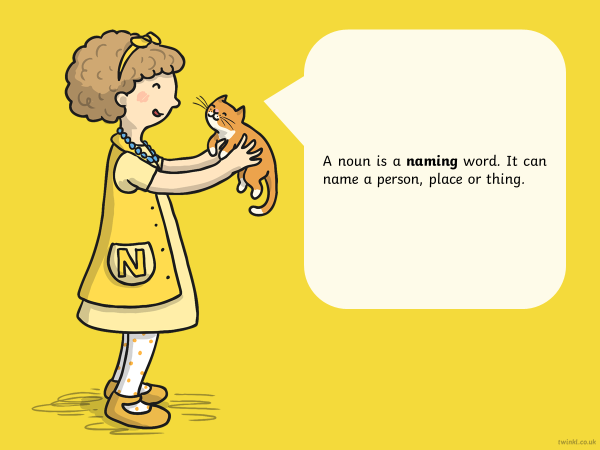 A noun is a naming word. It can
name a person, place or thing.
N
twinkl.co.uk